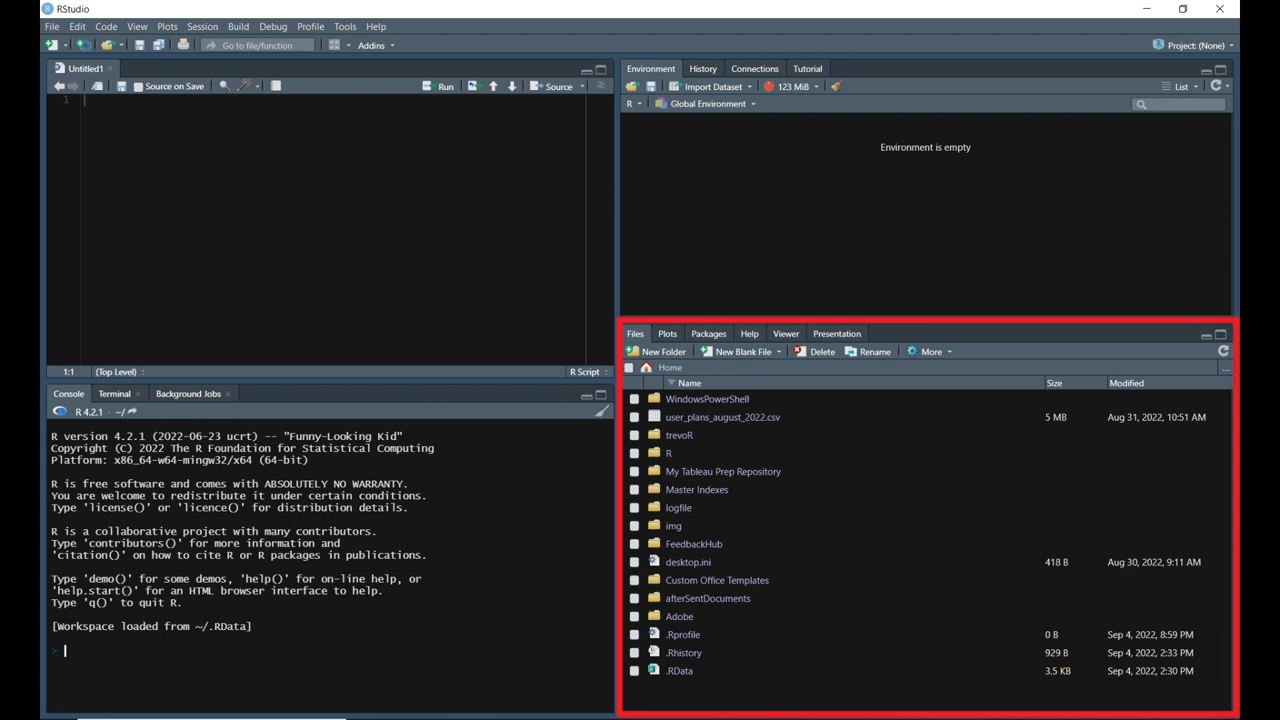 RStudio
File Edit Code View Plots Session Build Debug Profile Tools Help
Go to file/function Addins Project: (None)
Untitled1
Source on Save Run Source
1
1:1 (Top Level) R Script
Console Terminal Background Jobs
R 4.2.1 · ~/
R version 4.2.1 (2022-06-23 ucrt) -- "Funny-Looking Kid"
Copyright (C) 2022 The R Foundation for Statistical Computing
Platform: x86_64-w64-mingw32/x64 (64-bit)
R is free software and comes with ABSOLUTELY NO WARRANTY.
You are welcome to redistribute it under certain conditions.
Type 'license()' or 'licence()' for distribution details.
R is a collaborative project with many contributors.
Type 'contributors()' for more information and
'citation()' on how to cite R or R packages in publications.
Type 'demo()' for some demos, 'help()' for on-line help, or
'help.start()' for an HTML browser interface to help.
Type 'q()' to quit R.
[Workspace loaded from ~/.RData]
>
Environment History Connections Tutorial
Import Dataset 123 MiB List
R Global Environment
Environment is empty
Files Plots Packages Help Viewer Presentation
New Folder New Blank File Delete Rename More
Home ...
Name Size Modified
WindowsPowerShell
user_plans_august_2022.csv 5 MB Aug 31, 2022, 10:51 AM
trevoR
R
My Tableau Prep Repository
Master Indexes
logfile
img
FeedbackHub
desktop.ini 418 B Aug 30, 2022, 9:11 AM
Custom Office Templates
afterSentDocuments
Adobe
.Rprofile 0 B Sep 4, 2022, 8:59 PM
.Rhistory 929 B Sep 4, 2022, 2:33 PM
.RData 3.5 KB Sep 4, 2022, 2:30 PM